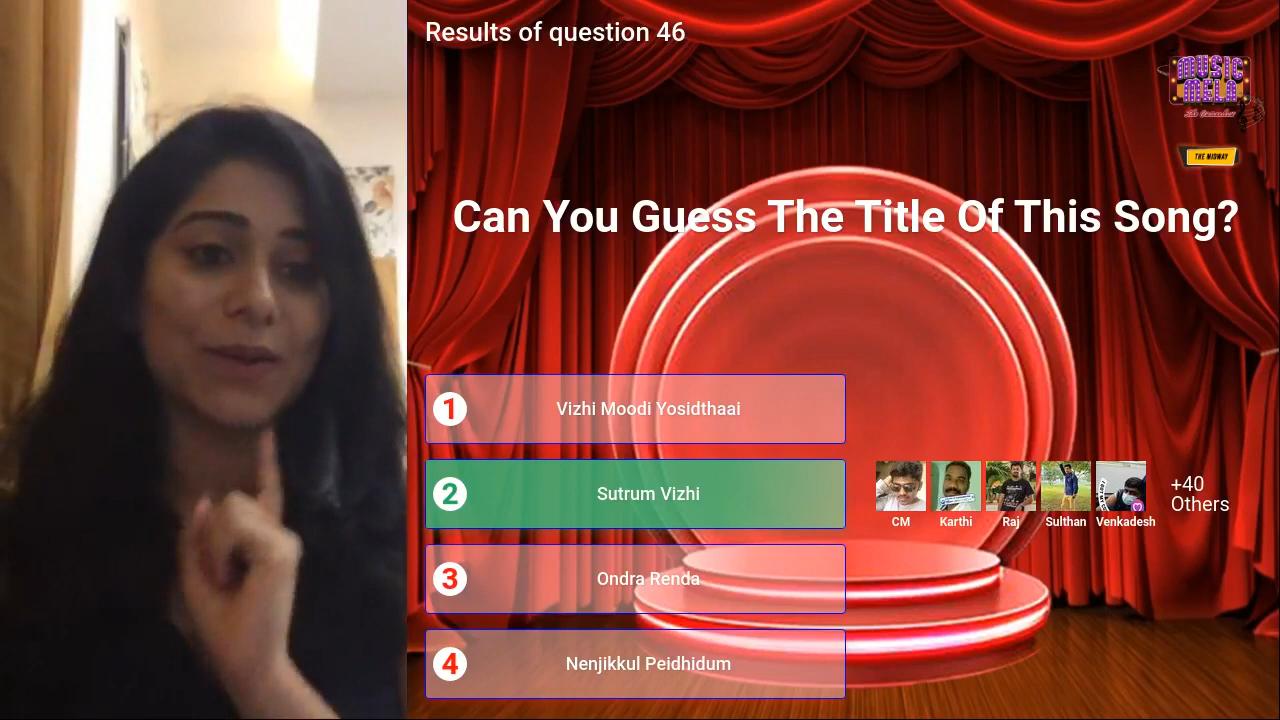 Results of question 46
MUSIC
MELA
THE MIDWAY
Can You Guess The Title Of This Song?
1 Vizhi Moodi Yosidthaai
2 Sutrum Vizhi
3 Ondra Renda
4 Nenjikkul Peidhidum
CM Karthi Raj Sulthan Venkadesh
+40
Others